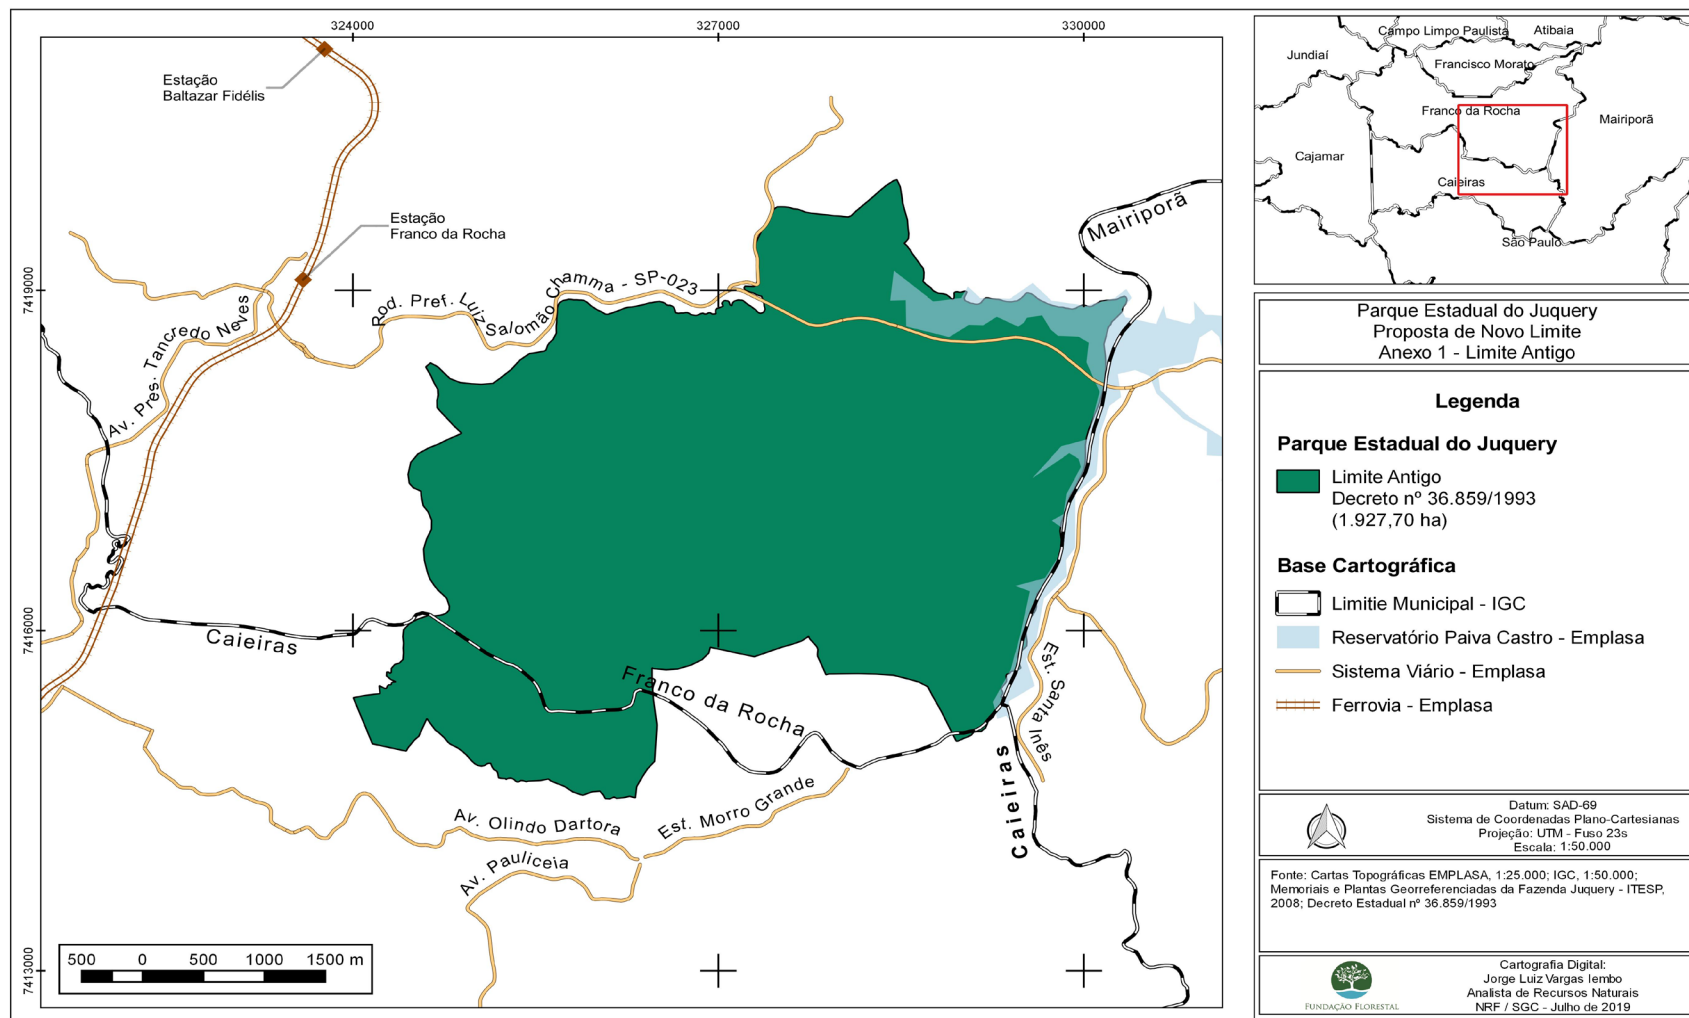 324000
327000
330000
7419000
7416000
7413000
Estação
Baltazar Fidélis
Estação
Franco da Rocha
Av. Pres. Tancredo Neves
Rod. Pref. Luiz Salomão Chamma - SP-023
Mairiporã
Caieiras
Franco da Rocha
Est. Santa Inês
Caieiras
Av. Olindo Dartora
Est. Morro Grande
Av. Pauliceia
500 0 500 1000 1500 m
Campo Limpo Paulista
Atibaia
Jundiaí
Francisco Morato
Franco da Rocha
Mairiporã
Cajamar
Caieiras
São Paulo
Parque Estadual do Juquery
Proposta de Novo Limite
Anexo 1 - Limite Antigo
Legenda
Parque Estadual do Juquery
Limite Antigo
Decreto nº 36.859/1993
(1.927,70 ha)
Base Cartográfica
Limitie Municipal - IGC
Reservatório Paiva Castro - Emplasa
Sistema Viário - Emplasa
Ferrovia - Emplasa
Datum: SAD-69
Sistema de Coordenadas Plano-Cartesianas
Projeção: UTM - Fuso 23s
Escala: 1:50.000
Fonte: Cartas Topográficas EMPLASA, 1:25.000; IGC, 1:50.000;
Memoriais e Plantas Georreferenciadas da Fazenda Juquery - ITESP,
2008; Decreto Estadual nº 36.859/1993
FUNDAÇÃO FLORESTAL
Cartografia Digital:
Jorge Luiz Vargas Iembo
Analista de Recursos Naturais
NRF / SGC - Julho de 2019